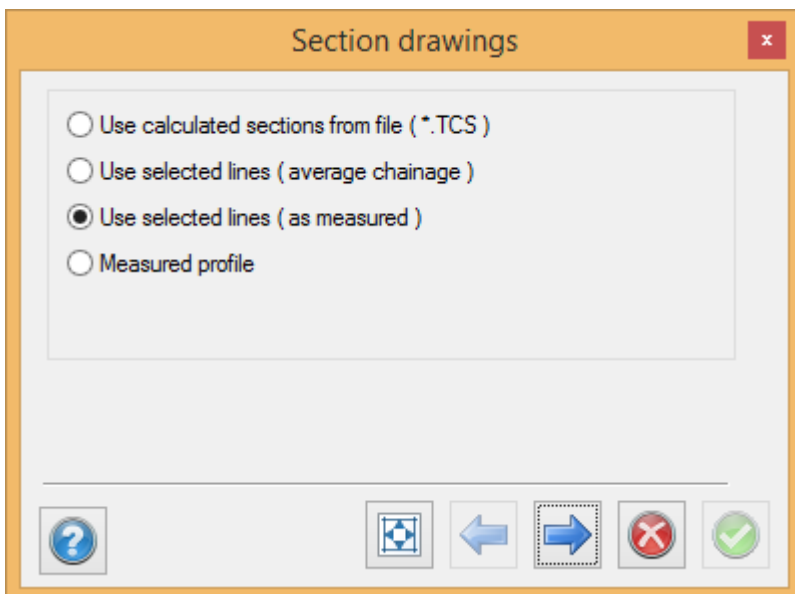 Section drawings
x
Use calculated sections from file ( *.TCS )
Use selected lines ( average chainage )
Use selected lines ( as measured )
Measured profile
?